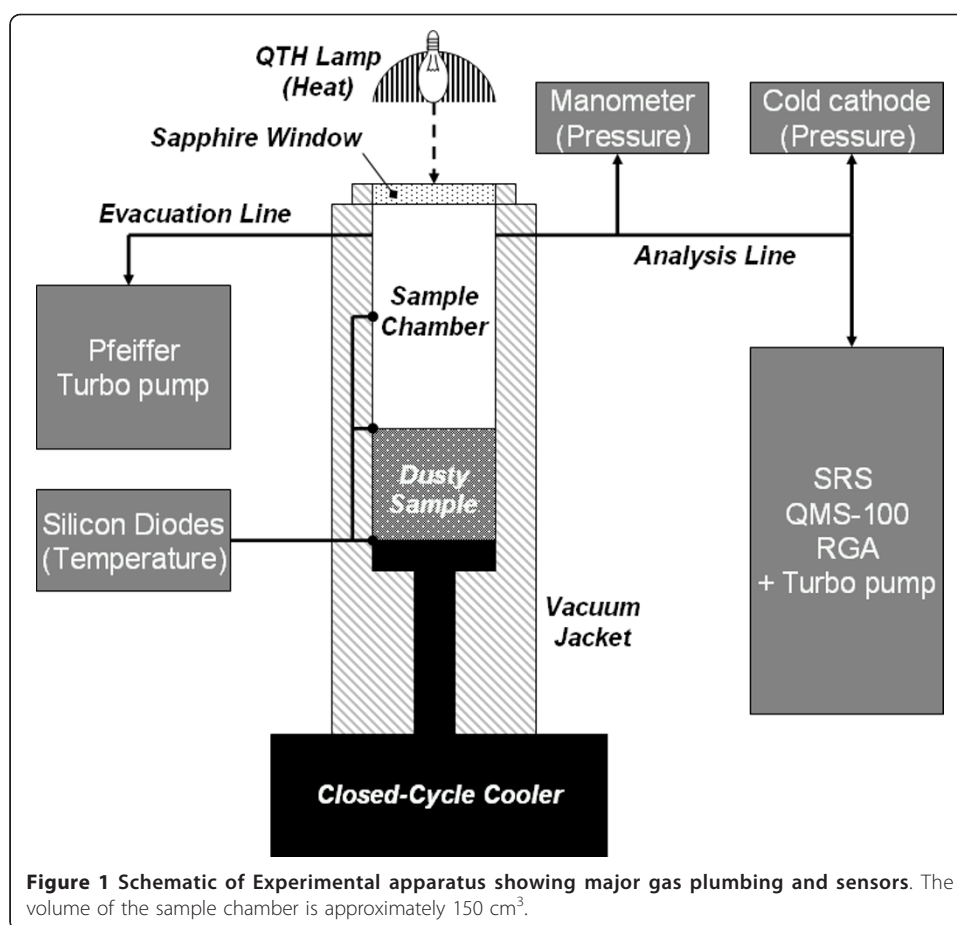 QTH Lamp
(Heat)
Sapphire Window
Manometer
(Pressure)
Cold cathode
(Pressure)
Evacuation Line
Analysis Line
Sample
Chamber
Pfeiffer
Turbo pump
Dusty
Sample
Silicon Diodes
(Temperature)
SRS
QMS-100
RGA
+ Turbo pump
Vacuum
Jacket
Closed-Cycle Cooler
Figure 1 Schematic of Experimental apparatus showing major gas plumbing and sensors. The
volume of the sample chamber is approximately 150 cm³.